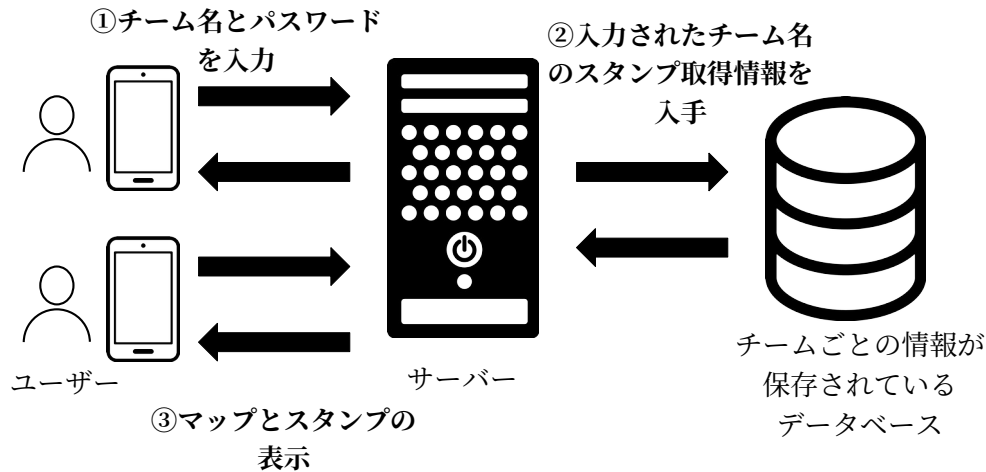 ①チーム名とパスワード
を入力
②入力されたチーム名
のスタンプ取得情報を
入手
ユーザー
サーバー
チームごとの情報が
保存されている
データベース
③マップとスタンプの
表示